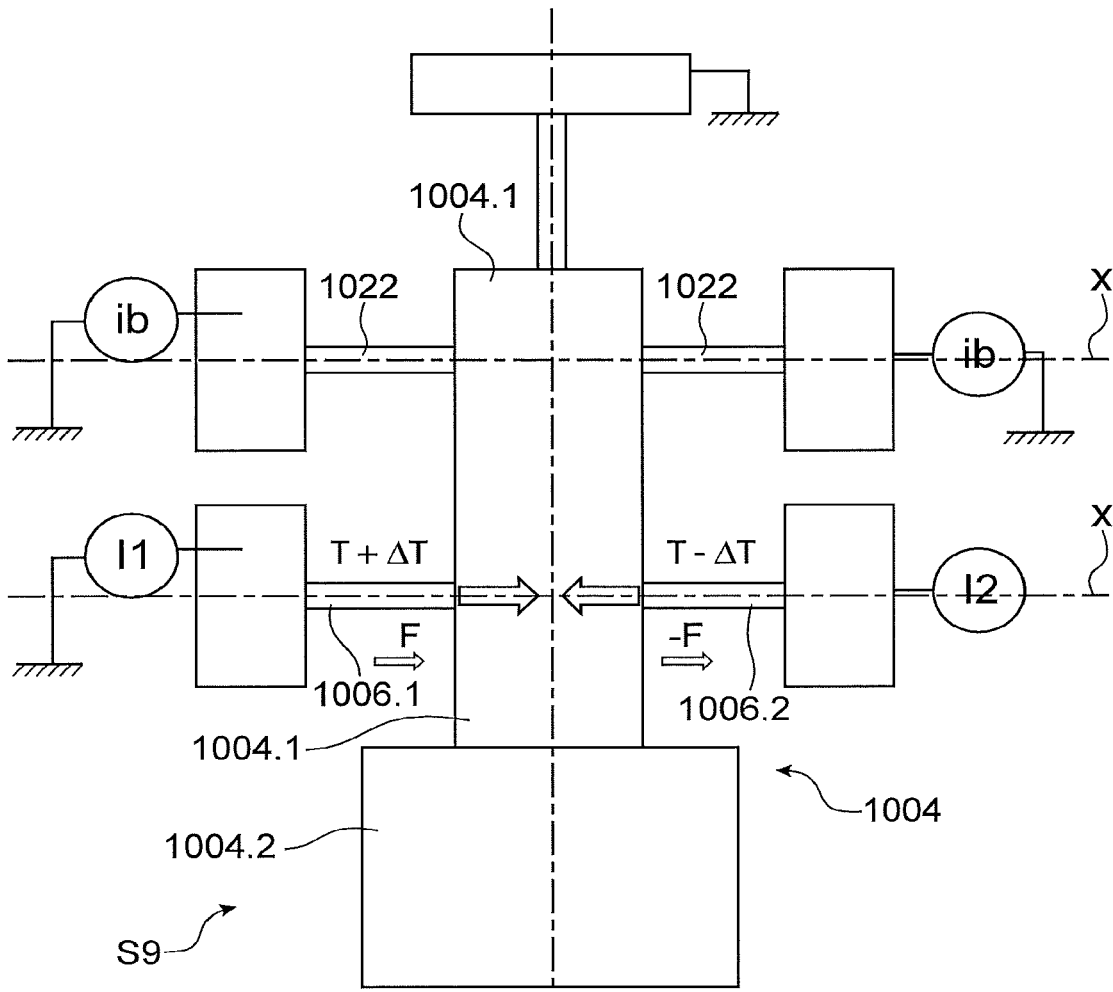 1004.1
1022
1022
X
ib
ib
X
I1
T + ΔT
T - ΔT
I2
F
-F
1006.1
1006.2
1004.1
1004
1004.2
S9